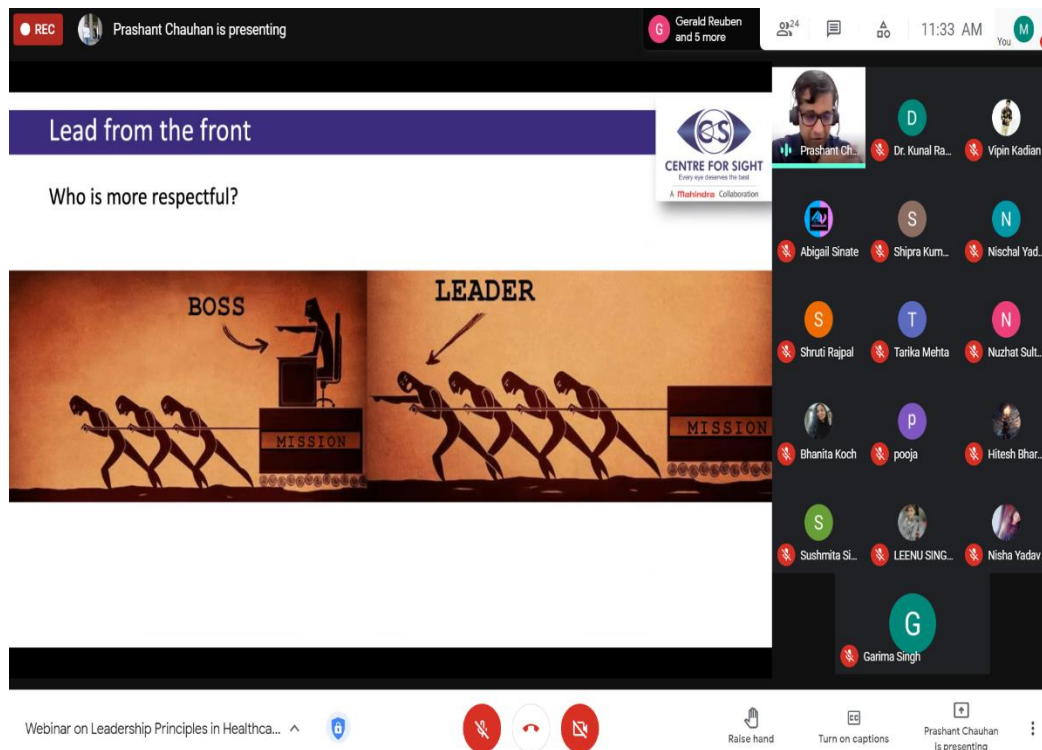 REC
Prashant Chauhan is presenting
G
Gerald Reuben
and 5 more
24
11:33 AM
You
M
Lead from the front
CS
CENTRE FOR SIGHT
Every eye deserves the best
A Mahindra Collaboration
Who is more respectful?
BOSS
MISSION
LEADER
MISSION
Prashant Ch...
D
Dr. Kunal Ra...
Vipin Kadian
Abigail Sinate
S
Shipra Kum...
N
Nischal Yad...
S
Shruti Rajpal
T
Tarika Mehta
N
Nuzhat Sult...
Bhanita Koch
p
pooja
Hitesh Bhar...
S
Sushmita Si...
LEENU SING...
Nisha Yadav
G
Garima Singh
Webinar on Leadership Principles in Healthca...
Raise hand
CC
Turn on captions
Prashant Chauhan
is presenting